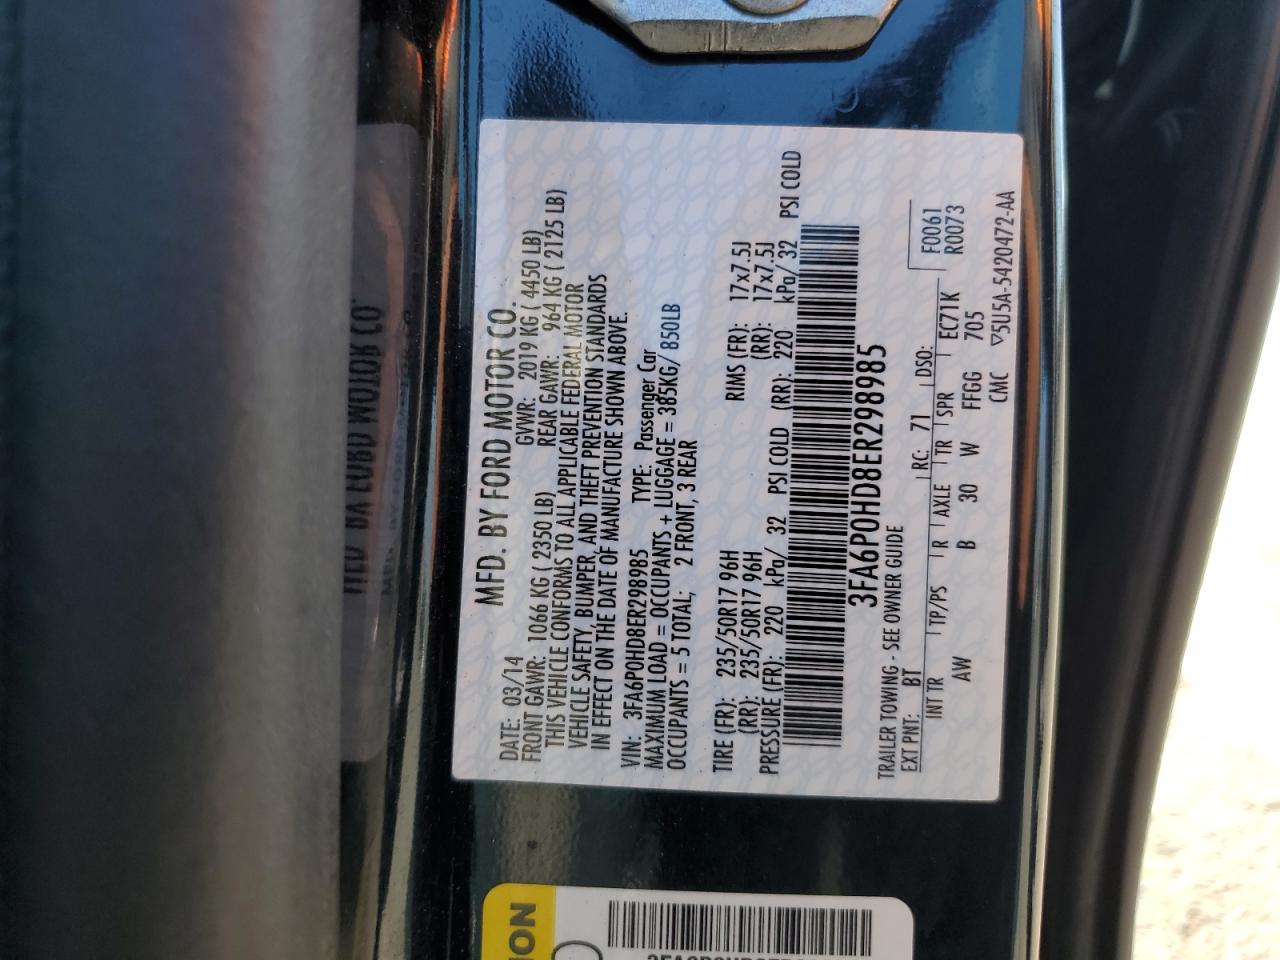 MFD. BY FORD MOTOR CO.
DATE: 03/14 GVWR: 2019 KG ( 4450 LB)
FRONT GAWR: 1066 KG ( 2350 LB) REAR GAWR: 964 KG ( 2125 LB)
THIS VEHICLE CONFORMS TO ALL APPLICABLE FEDERAL MOTOR
VEHICLE SAFETY, BUMPER, AND THEFT PREVENTION STANDARDS
IN EFFECT ON THE DATE OF MANUFACTURE SHOWN ABOVE.
VIN: 3FA6P0HD8ER298985 TYPE: Passenger Car
MAXIMUM LOAD = OCCUPANTS + LUGGAGE = 385KG/ 850LB
OCCUPANTS = 5 TOTAL; 2 FRONT, 3 REAR
TIRE (FR): 235/50R17 96H RIMS (FR): 17x7.5J
(RR): 235/50R17 96H (RR): 17x7.5J
PRESSURE (FR): 220 kPa/ 32 PSI COLD (RR): 220 kPa/ 32 PSI COLD
3FA6P0HD8ER298985
TRAILER TOWING - SEE OWNER GUIDE F0061
EXT PNT: BT RC: 71 DSO: R0073
INT TR TP/PS R AXLE TR SPR EC71K
AW B 30 W FFGG 705
CMC ▽5U5A-5420472-AA